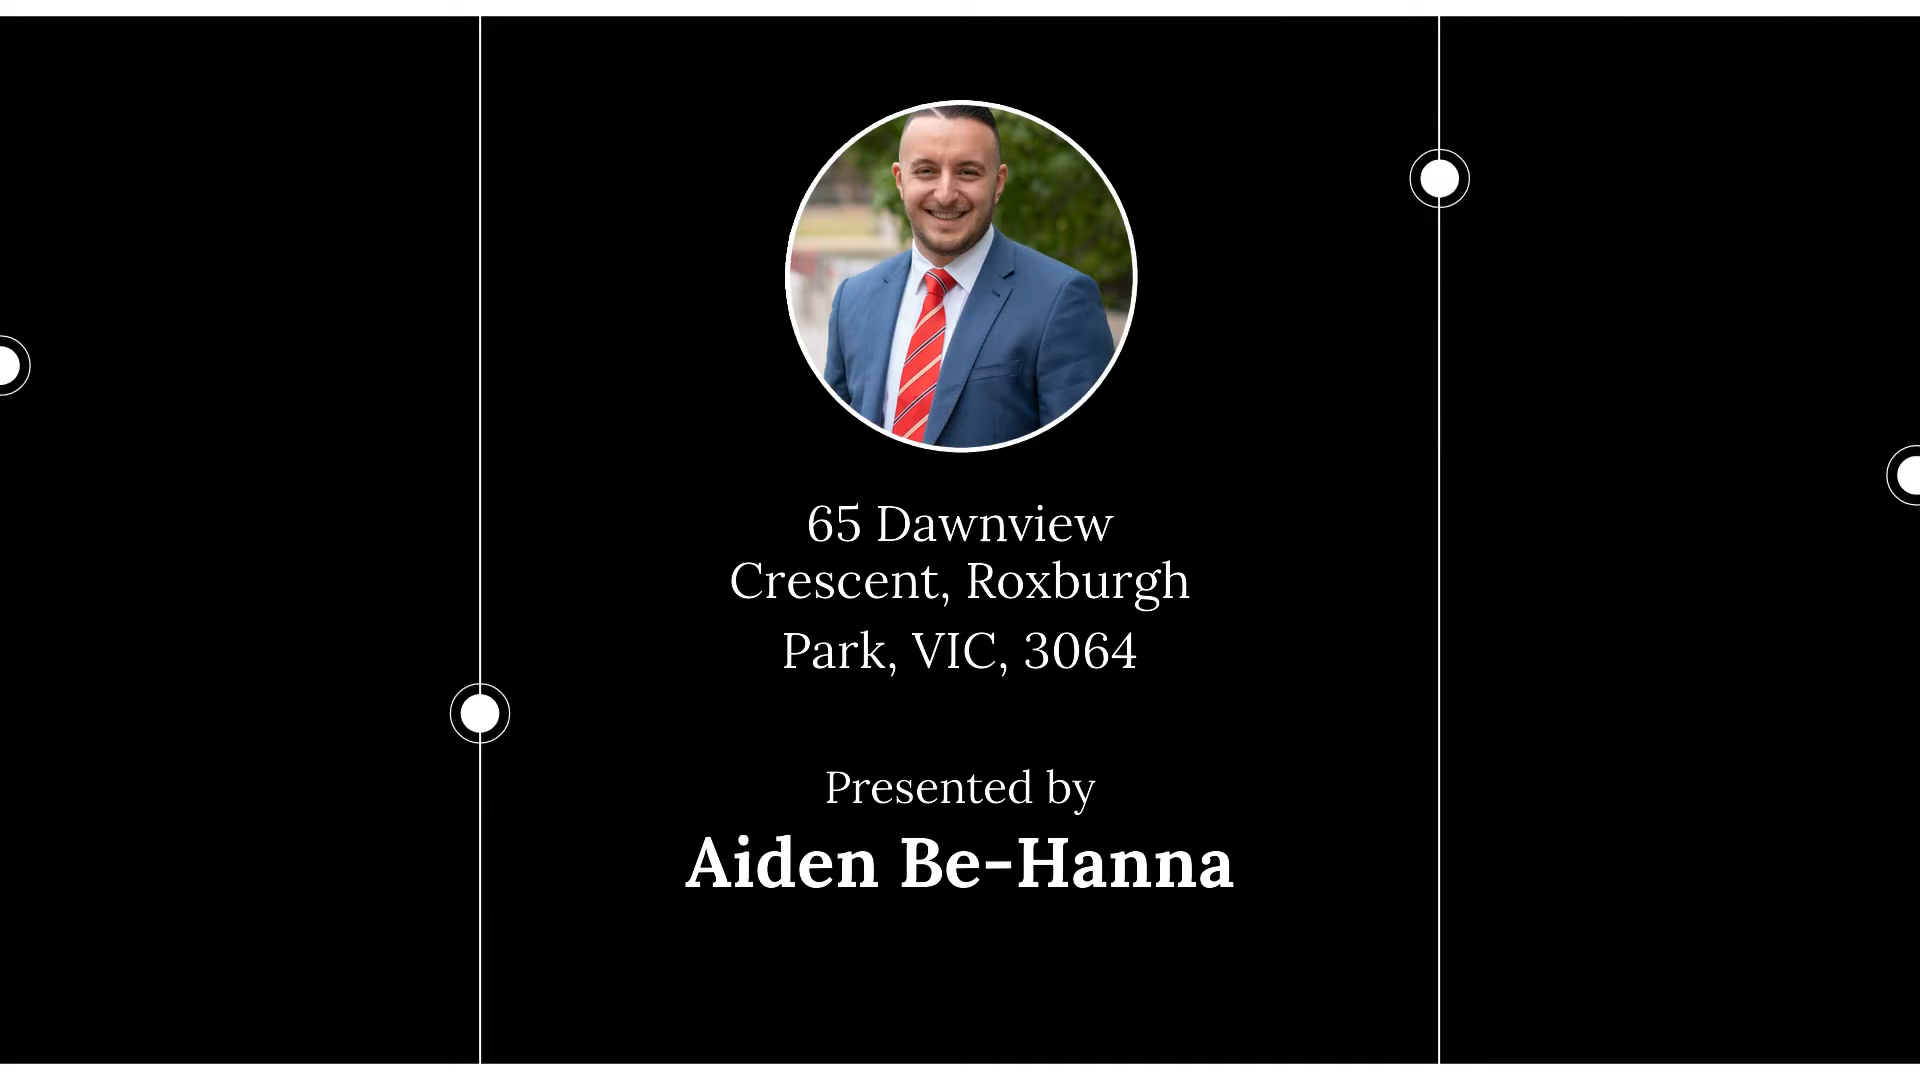 65 Dawnview
Crescent, Roxburgh
Park, VIC, 3064
Presented by
Aiden Be-Hanna